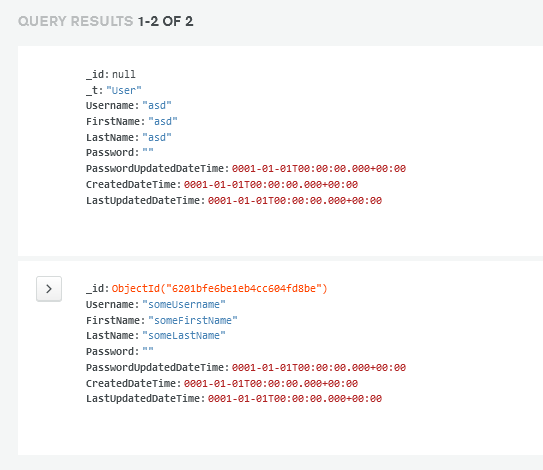 QUERY RESULTS 1-2 OF 2
_id: null
_t: "User"
Username: "asd"
FirstName: "asd"
LastName: "asd"
Password: ""
PasswordUpdatedDateTime: 0001-01-01T00:00:00.000+00:00
CreatedDateTime: 0001-01-01T00:00:00.000+00:00
LastUpdatedDateTime: 0001-01-01T00:00:00.000+00:00
_id: ObjectId("6201bfe6be1eb4cc604fd8be")
Username: "someUsername"
FirstName: "someFirstName"
LastName: "someLastName"
Password: ""
PasswordUpdatedDateTime: 0001-01-01T00:00:00.000+00:00
CreatedDateTime: 0001-01-01T00:00:00.000+00:00
LastUpdatedDateTime: 0001-01-01T00:00:00.000+00:00